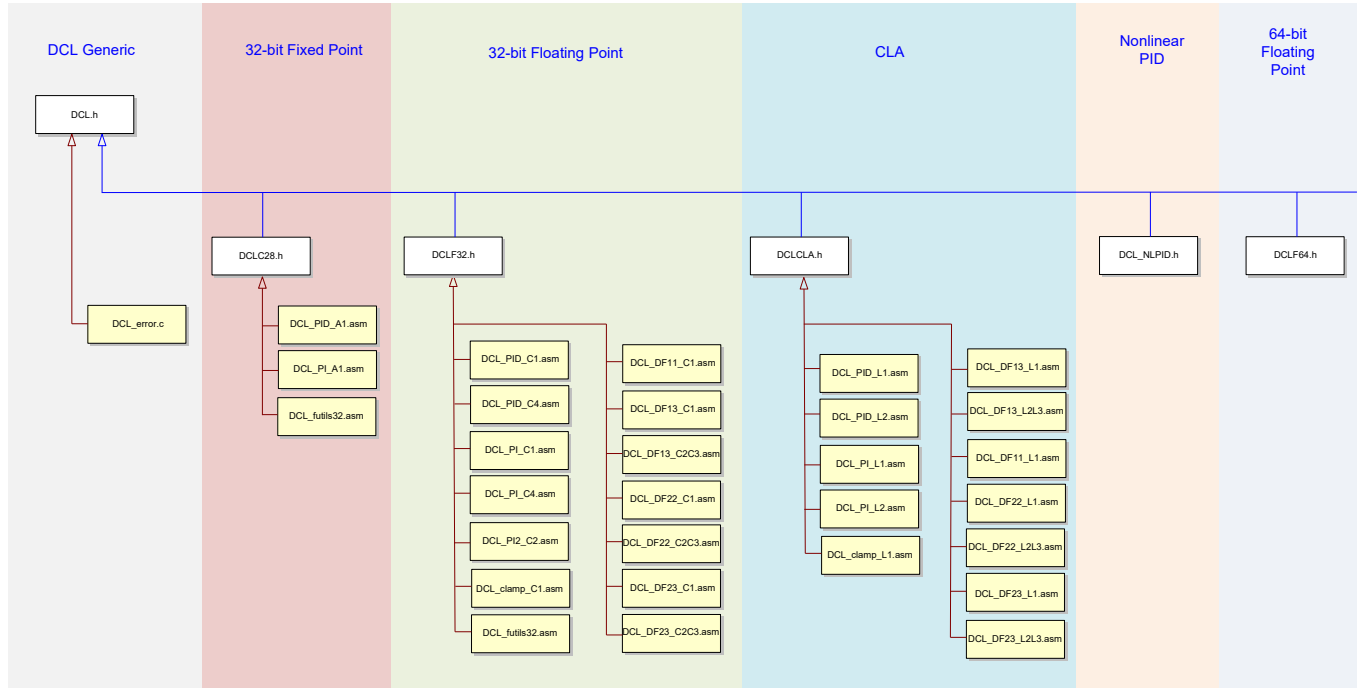 DCL Generic
32-bit Fixed Point
32-bit Floating Point
CLA
Nonlinear
PID
64-bit
Floating
Point
DCL.h
DCLC28.h
DCLF32.h
DCLCLA.h
DCL_NLPID.h
DCLF64.h
DCL_error.c
DCL_PID_A1.asm
DCL_PI_A1.asm
DCL_futils32.asm
DCL_PID_C1.asm
DCL_PID_C4.asm
DCL_PI_C1.asm
DCL_PI_C4.asm
DCL_PI2_C2.asm
DCL_clamp_C1.asm
DCL_futils32.asm
DCL_DF11_C1.asm
DCL_DF13_C1.asm
DCL_DF13_C2C3.asm
DCL_DF22_C1.asm
DCL_DF22_C2C3.asm
DCL_DF23_C1.asm
DCL_DF23_C2C3.asm
DCL_PID_L1.asm
DCL_PID_L2.asm
DCL_PI_L1.asm
DCL_PI_L2.asm
DCL_clamp_L1.asm
DCL_DF13_L1.asm
DCL_DF13_L2L3.asm
DCL_DF11_L1.asm
DCL_DF22_L1.asm
DCL_DF22_L2L3.asm
DCL_DF23_L1.asm
DCL_DF23_L2L3.asm